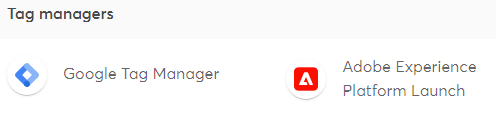 Tag managers
Google Tag Manager
Adobe Experience
Platform Launch